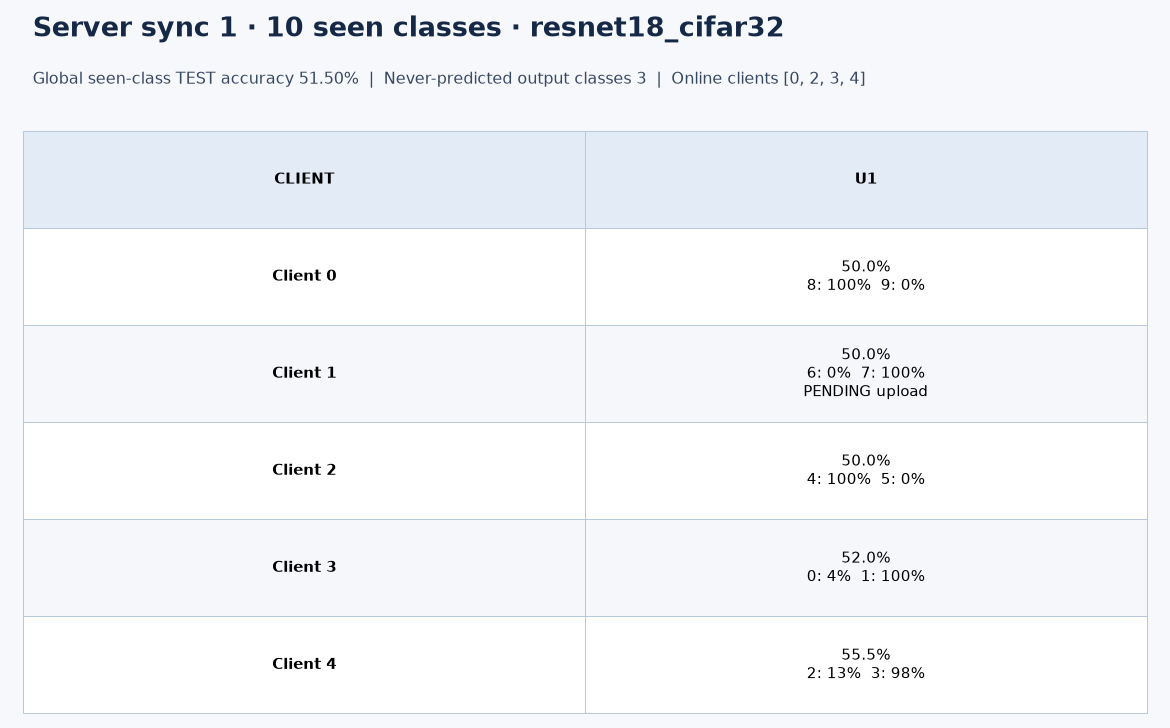 Server sync 1 · 10 seen classes · resnet18_cifar32
Global seen-class TEST accuracy 51.50%  |  Never-predicted output classes 3  |  Online clients [0, 2, 3, 4]
CLIENT
U1
Client 0
50.0%
8: 100%  9: 0%
Client 1
50.0%
6: 0%  7: 100%
PENDING upload
Client 2
50.0%
4: 100%  5: 0%
Client 3
52.0%
0: 4%  1: 100%
Client 4
55.5%
2: 13%  3: 98%